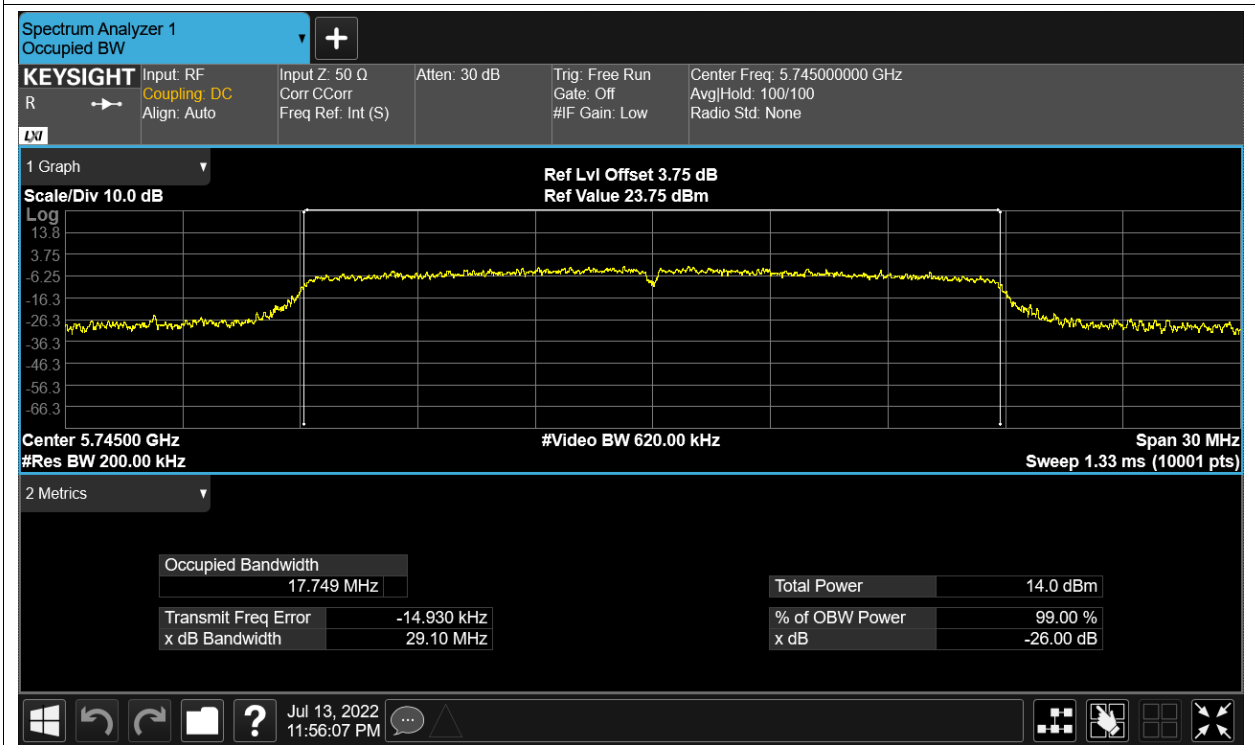 Spectrum Analyzer 1
Occupied BW
KEYSIGHT
R
LXI
Input: RF
Coupling: DC
Align: Auto
Input Z: 50 Ω
Corr CCorr
Freq Ref: Int (S)
Atten: 30 dB
Trig: Free Run
Gate: Off
#IF Gain: Low
Center Freq: 5.745000000 GHz
Avg|Hold: 100/100
Radio Std: None
1 Graph
Scale/Div 10.0 dB
Ref Lvl Offset 3.75 dB
Ref Value 23.75 dBm
Log
13.8
3.75
-6.25
-16.3
-26.3
-36.3
-46.3
-56.3
-66.3
Center 5.74500 GHz
#Video BW 620.00 kHz
Span 30 MHz
#Res BW 200.00 kHz
Sweep 1.33 ms (10001 pts)
2 Metrics
Occupied Bandwidth
17.749 MHz
Transmit Freq Error -14.930 kHz
x dB Bandwidth 29.10 MHz
Total Power 14.0 dBm
% of OBW Power 99.00 %
x dB -26.00 dB
?
Jul 13, 2022
11:56:07 PM